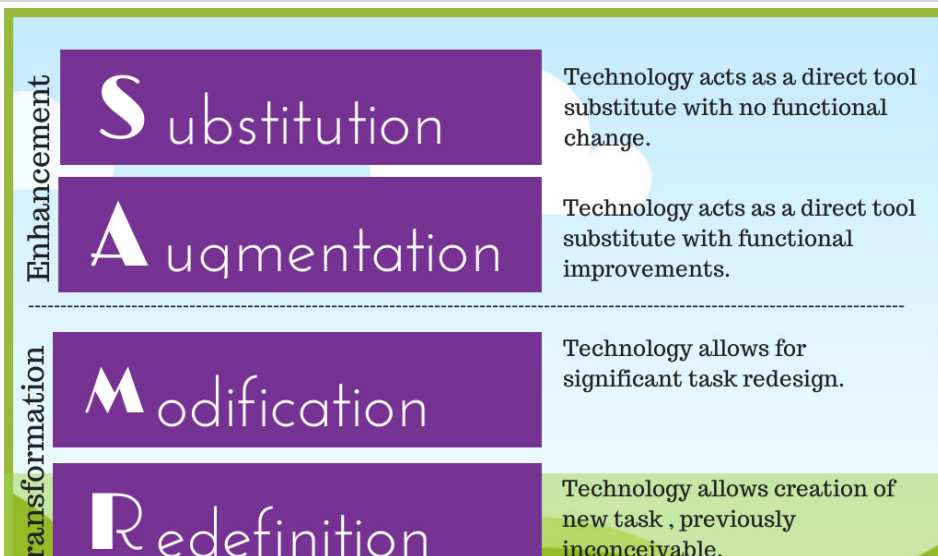 Enhancement
Substitution
Technology acts as a direct tool
substitute with no functional
change.
Augmentation
Technology acts as a direct tool
substitute with functional
improvements.
ransformation
Modification
Technology allows for
significant task redesign.
Redefinition
Technology allows creation of
new task , previously
inconceivable.